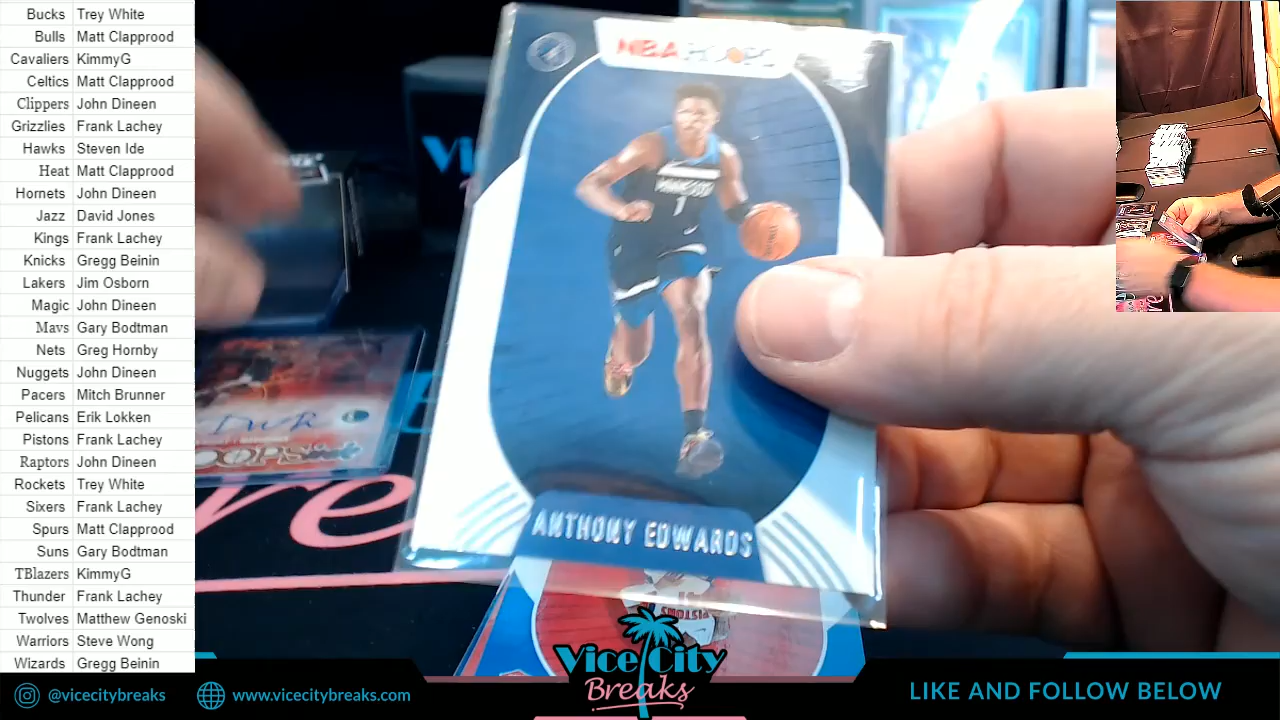 Bucks Trey White
Bulls Matt Clapprood
Cavaliers KimmyG
Celtics Matt Clapprood
Clippers John Dineen
Grizzlies Frank Lachey
Hawks Steven Ide
Heat Matt Clapprood
Hornets John Dineen
Jazz David Jones
Kings Frank Lachey
Knicks Gregg Beinin
Lakers Jim Osborn
Magic John Dineen
Mavs Gary Bodtman
Nets Greg Hornby
Nuggets John Dineen
Pacers Mitch Brunner
Pelicans Erik Lokken
Pistons Frank Lachey
Raptors John Dineen
Rockets Trey White
Sixers Frank Lachey
Spurs Matt Clapprood
Suns Gary Bodtman
TBlazers KimmyG
Thunder Frank Lachey
Twolves Matthew Genoski
Warriors Steve Wong
Wizards Gregg Beinin
NBA HOOPS
1
ANTHONY EDWARDS
PISTONS
Vice City
Breaks
@vicecitybreaks
www.vicecitybreaks.com
LIKE AND FOLLOW BELOW